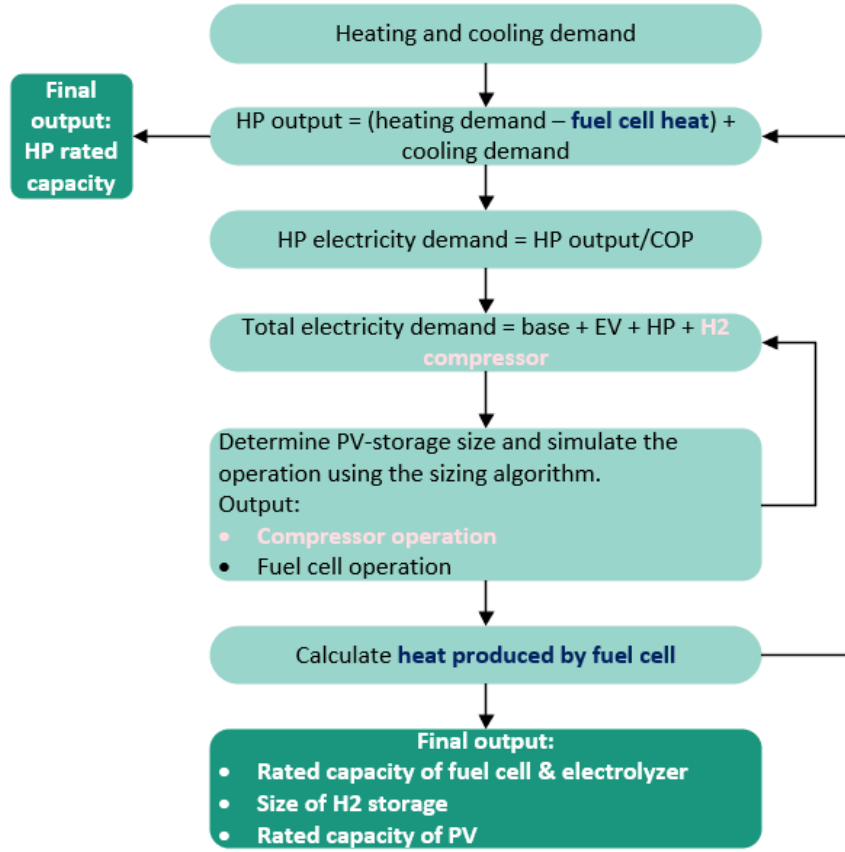 Heating and cooling demand
Final
output:
HP rated
capacity
HP output = (heating demand – fuel cell heat) +
cooling demand
HP electricity demand = HP output/COP
Total electricity demand = base + EV + HP + H2
compressor
Determine PV-storage size and simulate the
operation using the sizing algorithm.
Output:
• Compressor operation
• Fuel cell operation
Calculate heat produced by fuel cell
Final output:
• Rated capacity of fuel cell & electrolyzer
• Size of H2 storage
• Rated capacity of PV